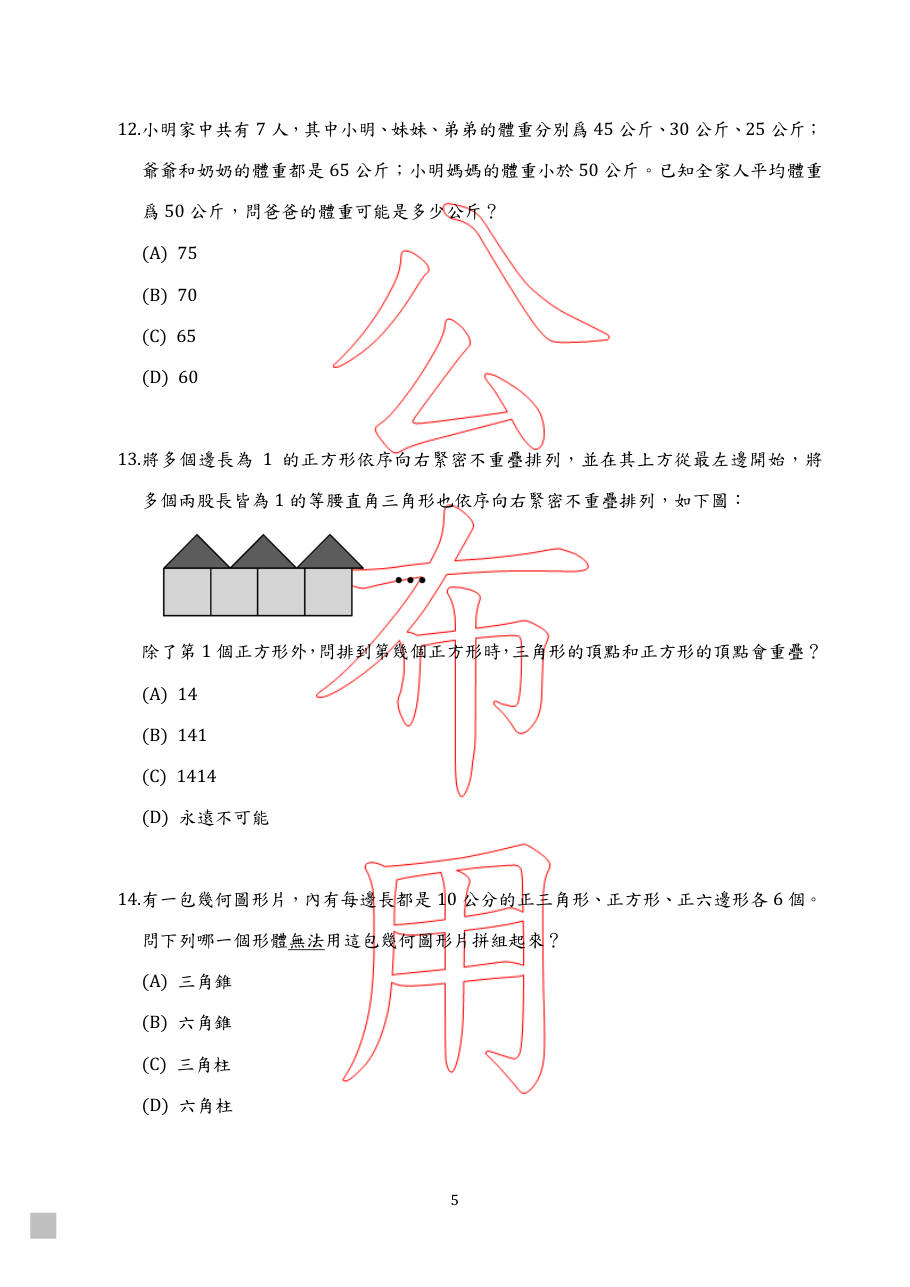 12.小明家中共有 7 人，其中小明、妹妹、弟弟的體重分別爲 45 公斤、30 公斤、25 公斤；
爺爺和奶奶的體重都是 65 公斤；小明媽媽的體重小於 50 公斤。已知全家人平均體重
爲 50 公斤，問爸爸的體重可能是多少公斤？
(A) 75
(B) 70
(C) 65
(D) 60
13.將多個邊長為 1 的正方形依序向右緊密不重疊排列，並在其上方從最左邊開始，將
多個兩股長皆為 1 的等腰直角三角形也依序向右緊密不重疊排列，如下圖：
除了第 1 個正方形外，問排到第幾個正方形時，三角形的頂點和正方形的頂點會重疊？
(A) 14
(B) 141
(C) 1414
(D) 永遠不可能
14.有一包幾何圖形片，內有每邊長都是 10 公分的正三角形、正方形、正六邊形各 6 個。
問下列哪一個形體無法用這包幾何圖形片拼組起來？
(A) 三角錐
(B) 六角錐
(C) 三角柱
(D) 六角柱
公
布
用
5